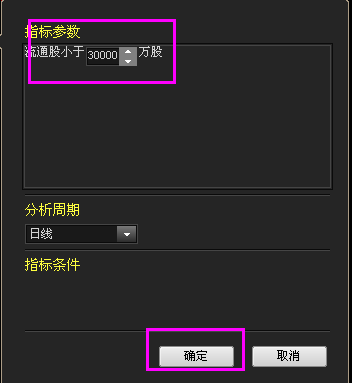 指标参数
流通股小于 30000 万股
分析周期
日线
指标条件
确定 取消